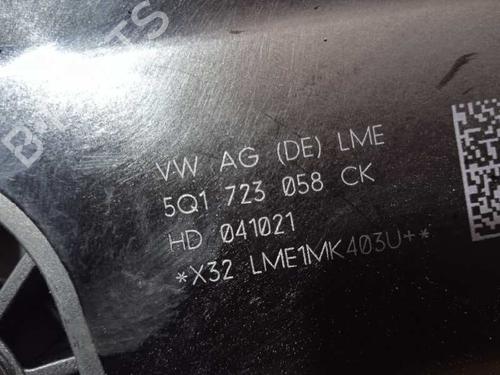 VW AG (DE) LME
5Q1 723 058 CK
HD 041021
*X32 LME1MK403U+*